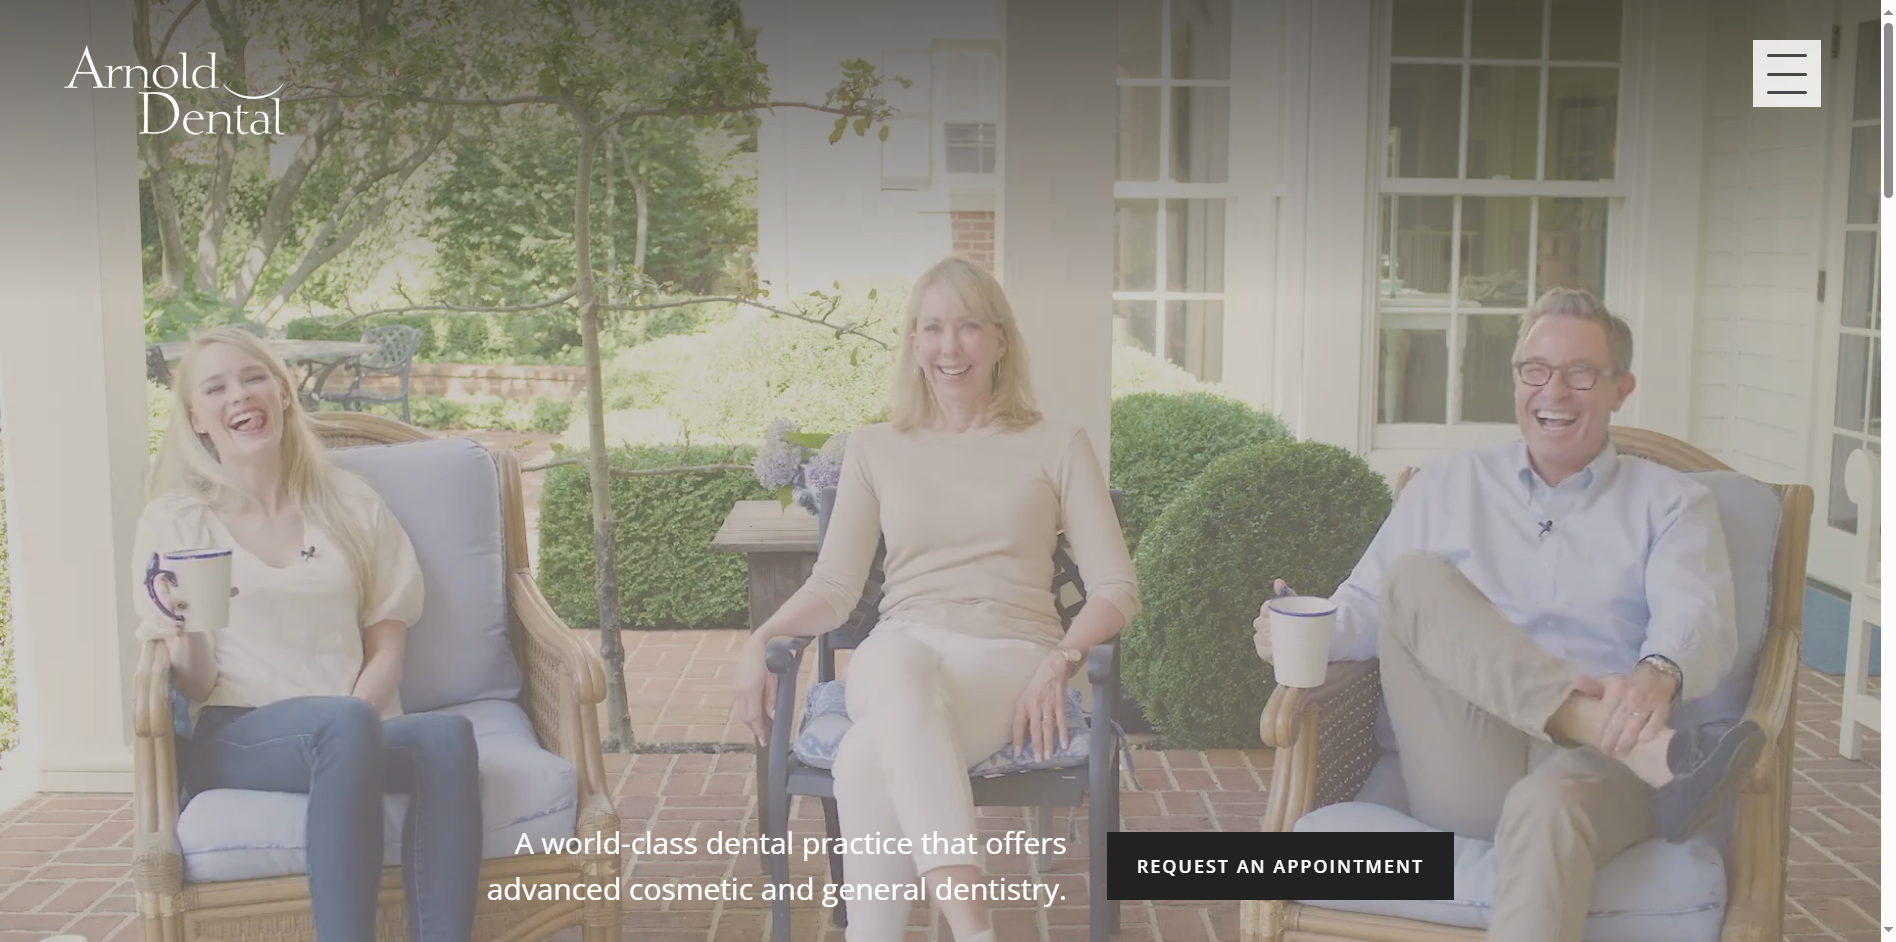 Arnold
Dental
A world-class dental practice that offers
advanced cosmetic and general dentistry.
REQUEST AN APPOINTMENT